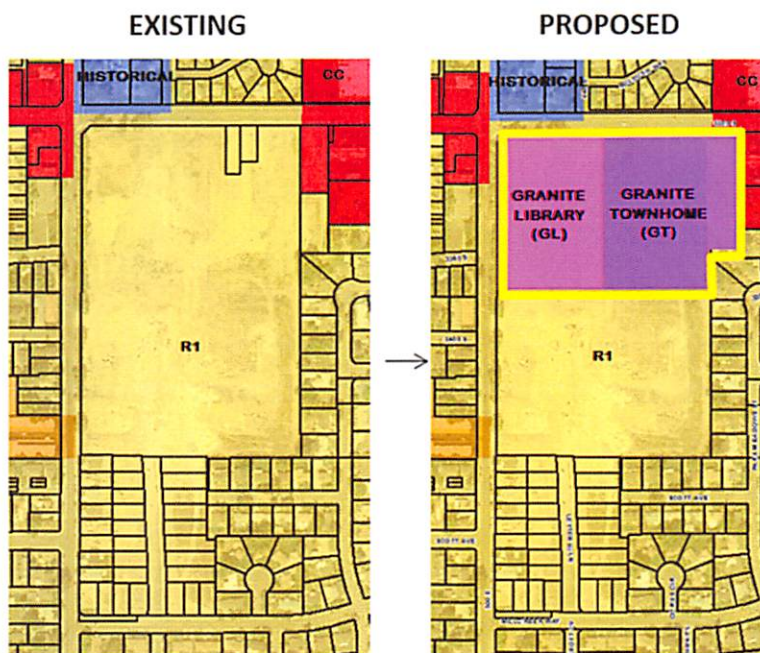 EXISTING
PROPOSED
HISTORICAL
CC
R1
HISTORICAL
CC
GRANITE
LIBRARY
(GL)
GRANITE
TOWNHOME
(GT)
R1